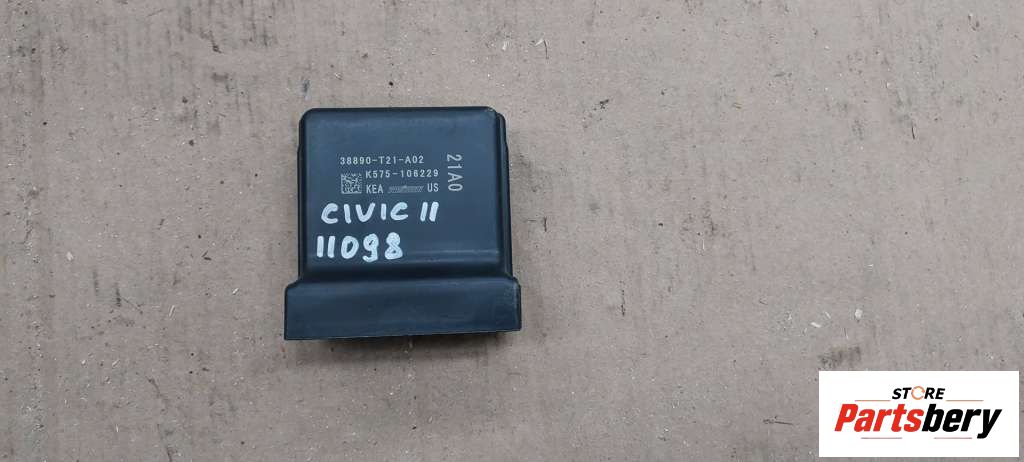 38890-T21-A02
K575-106229
KEA US
21A0
CIVIC 11
11098
STORE
Partsbery